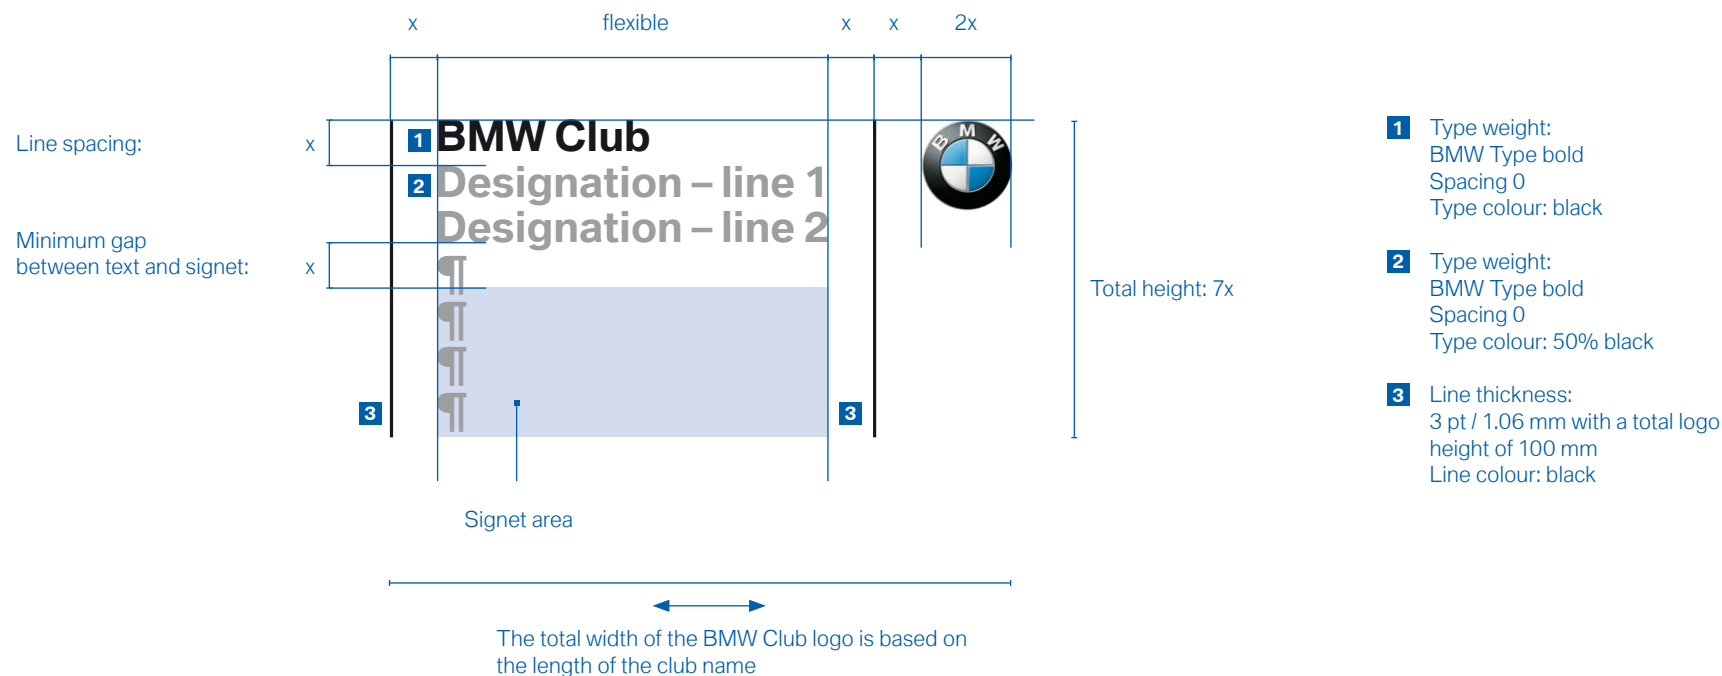 x flexible x x 2x
Line spacing: x
1 BMW Club
2 Designation – line 1
Designation – line 2
Minimum gap
between text and signet: x
¶
¶
¶
¶
3 3
BMW
Total height: 7x
Signet area
The total width of the BMW Club logo is based on
the length of the club name
1 Type weight:
BMW Type bold
Spacing 0
Type colour: black
2 Type weight:
BMW Type bold
Spacing 0
Type colour: 50% black
3 Line thickness:
3 pt / 1.06 mm with a total logo
height of 100 mm
Line colour: black